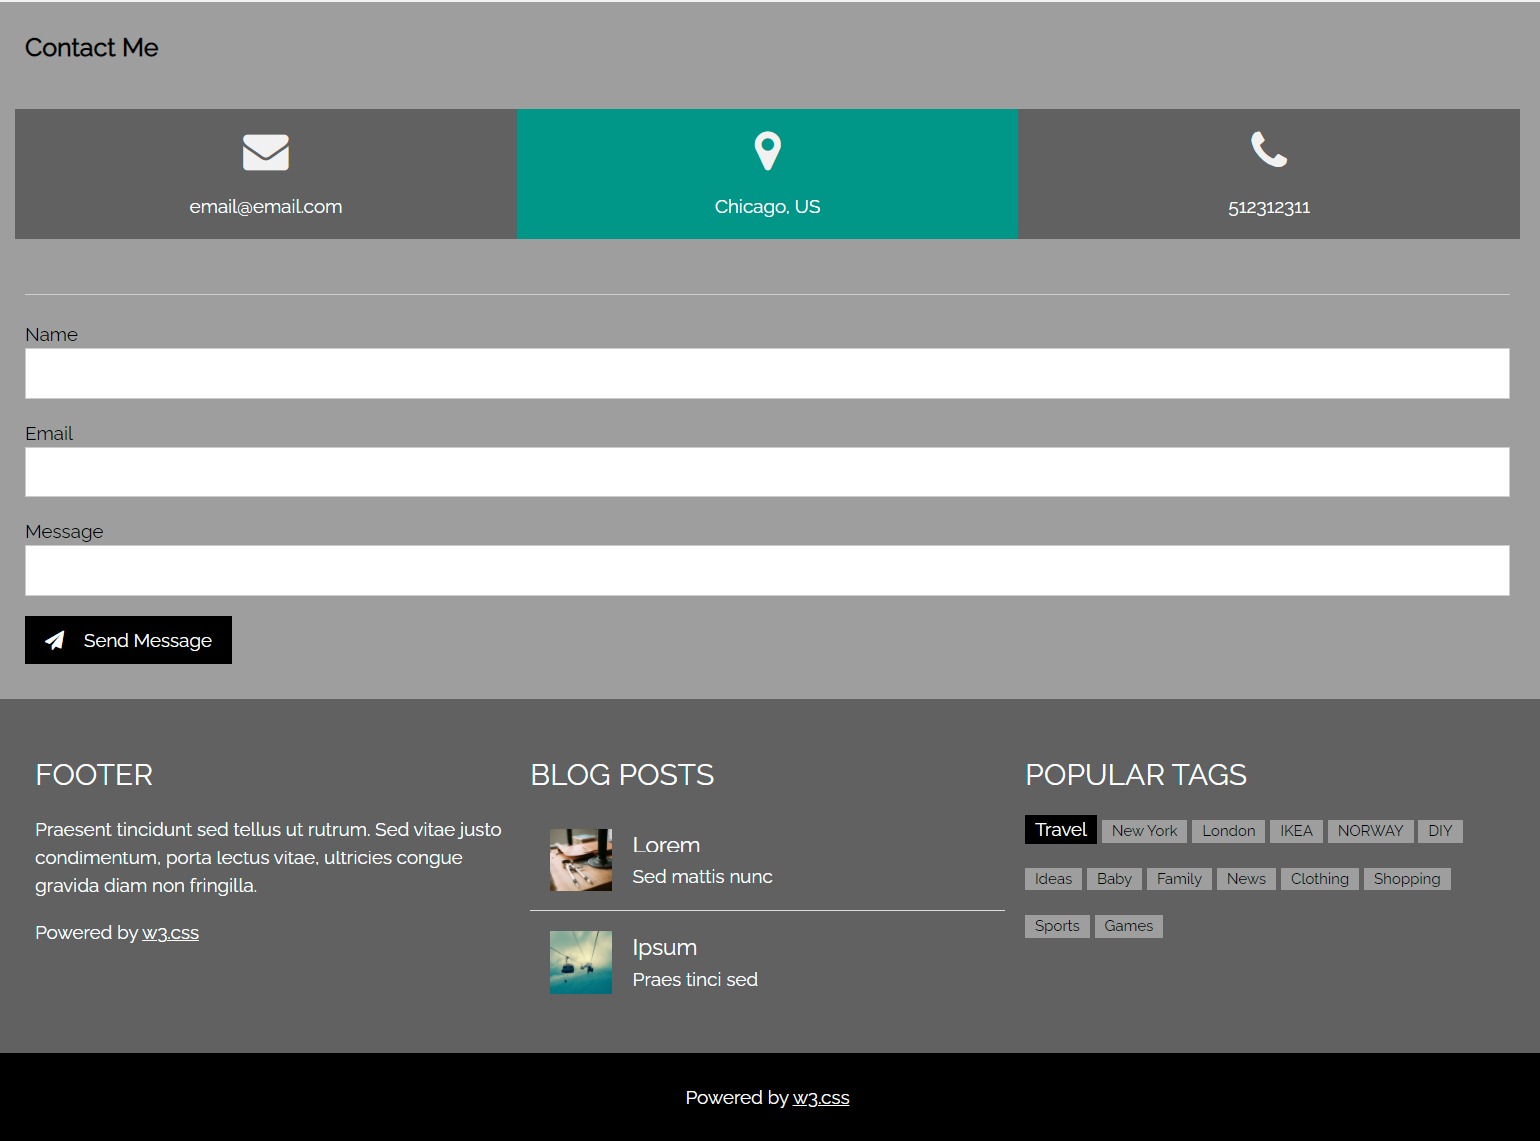 Contact Me
email@email.com
Chicago, US
512312311
Name
Email
Message
Send Message
FOOTER
Praesent tincidunt sed tellus ut rutrum. Sed vitae justo
condimentum, porta lectus vitae, ultricies congue
gravida diam non fringilla.
Powered by w3.css
BLOG POSTS
Lorem
Sed mattis nunc
Ipsum
Praes tinci sed
POPULAR TAGS
Travel New York London IKEA NORWAY DIY
Ideas Baby Family News Clothing Shopping
Sports Games
Powered by w3.css